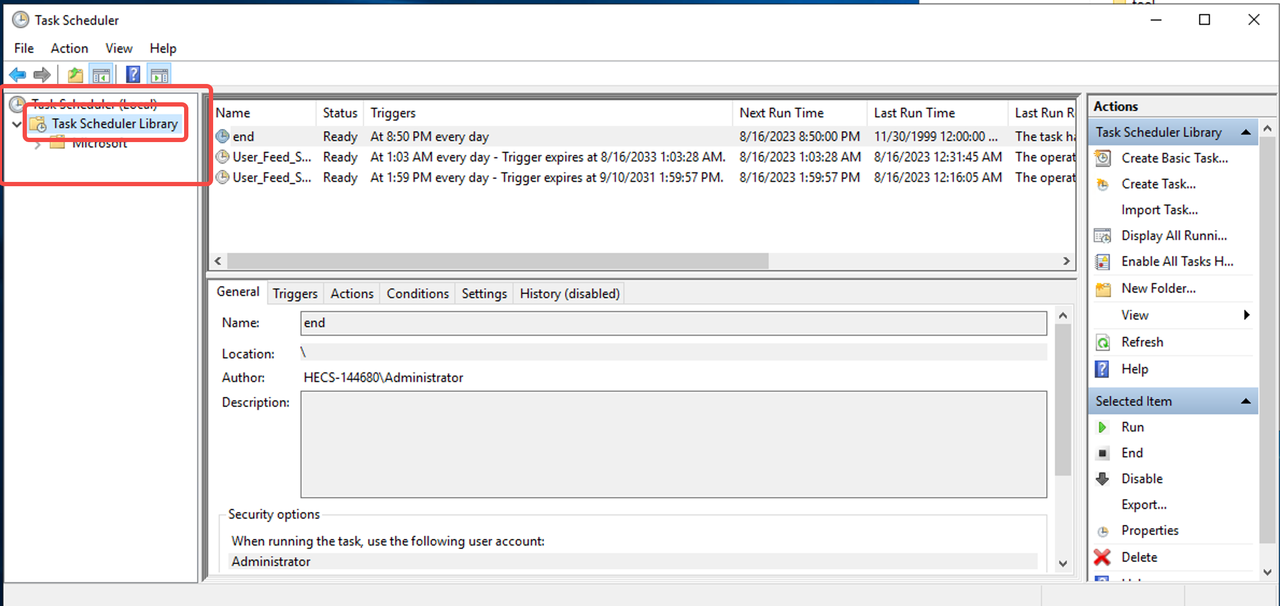 tool
Task Scheduler
File Action View Help
Task Scheduler (Local)
Task Scheduler Library
Microsoft
Name Status Triggers Next Run Time Last Run Time Last Run R
end Ready At 8:50 PM every day 8/16/2023 8:50:00 PM 11/30/1999 12:00:00 ... The task ha
User_Feed_S... Ready At 1:03 AM every day - Trigger expires at 8/16/2033 1:03:28 AM. 8/16/2023 1:03:28 AM 8/16/2023 12:31:45 AM The operat
User_Feed_S... Ready At 1:59 PM every day - Trigger expires at 9/10/2031 1:59:57 PM. 8/16/2023 1:59:57 PM 8/16/2023 12:16:05 AM The operat
General Triggers Actions Conditions Settings History (disabled)
Name: end
Location: \
Author: HECS-144680\Administrator
Description:
Security options
When running the task, use the following user account:
Administrator
Actions
Task Scheduler Library
Create Basic Task...
Create Task...
Import Task...
Display All Runni...
Enable All Tasks H...
New Folder...
View
Refresh
Help
Selected Item
Run
End
Disable
Export...
Properties
Delete